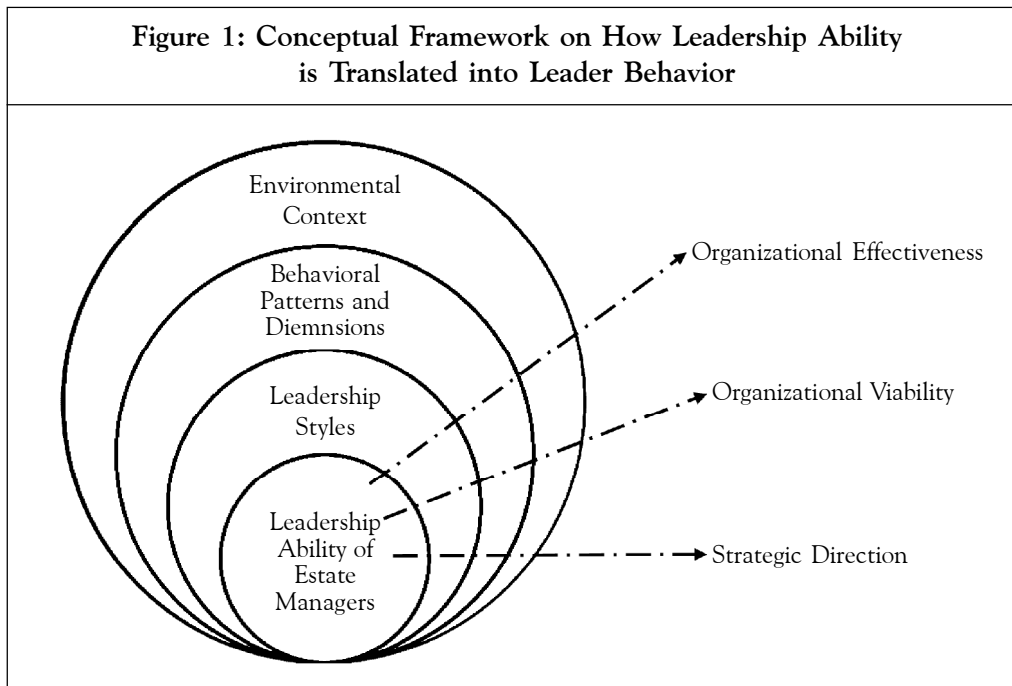 Figure 1: Conceptual Framework on How Leadership Ability
is Translated into Leader Behavior
Environmental
Context
Behavioral
Patterns and
Diemnsions
Leadership
Styles
Leadership
Ability of
Estate
Managers
Organizational Effectiveness
Organizational Viability
Strategic Direction